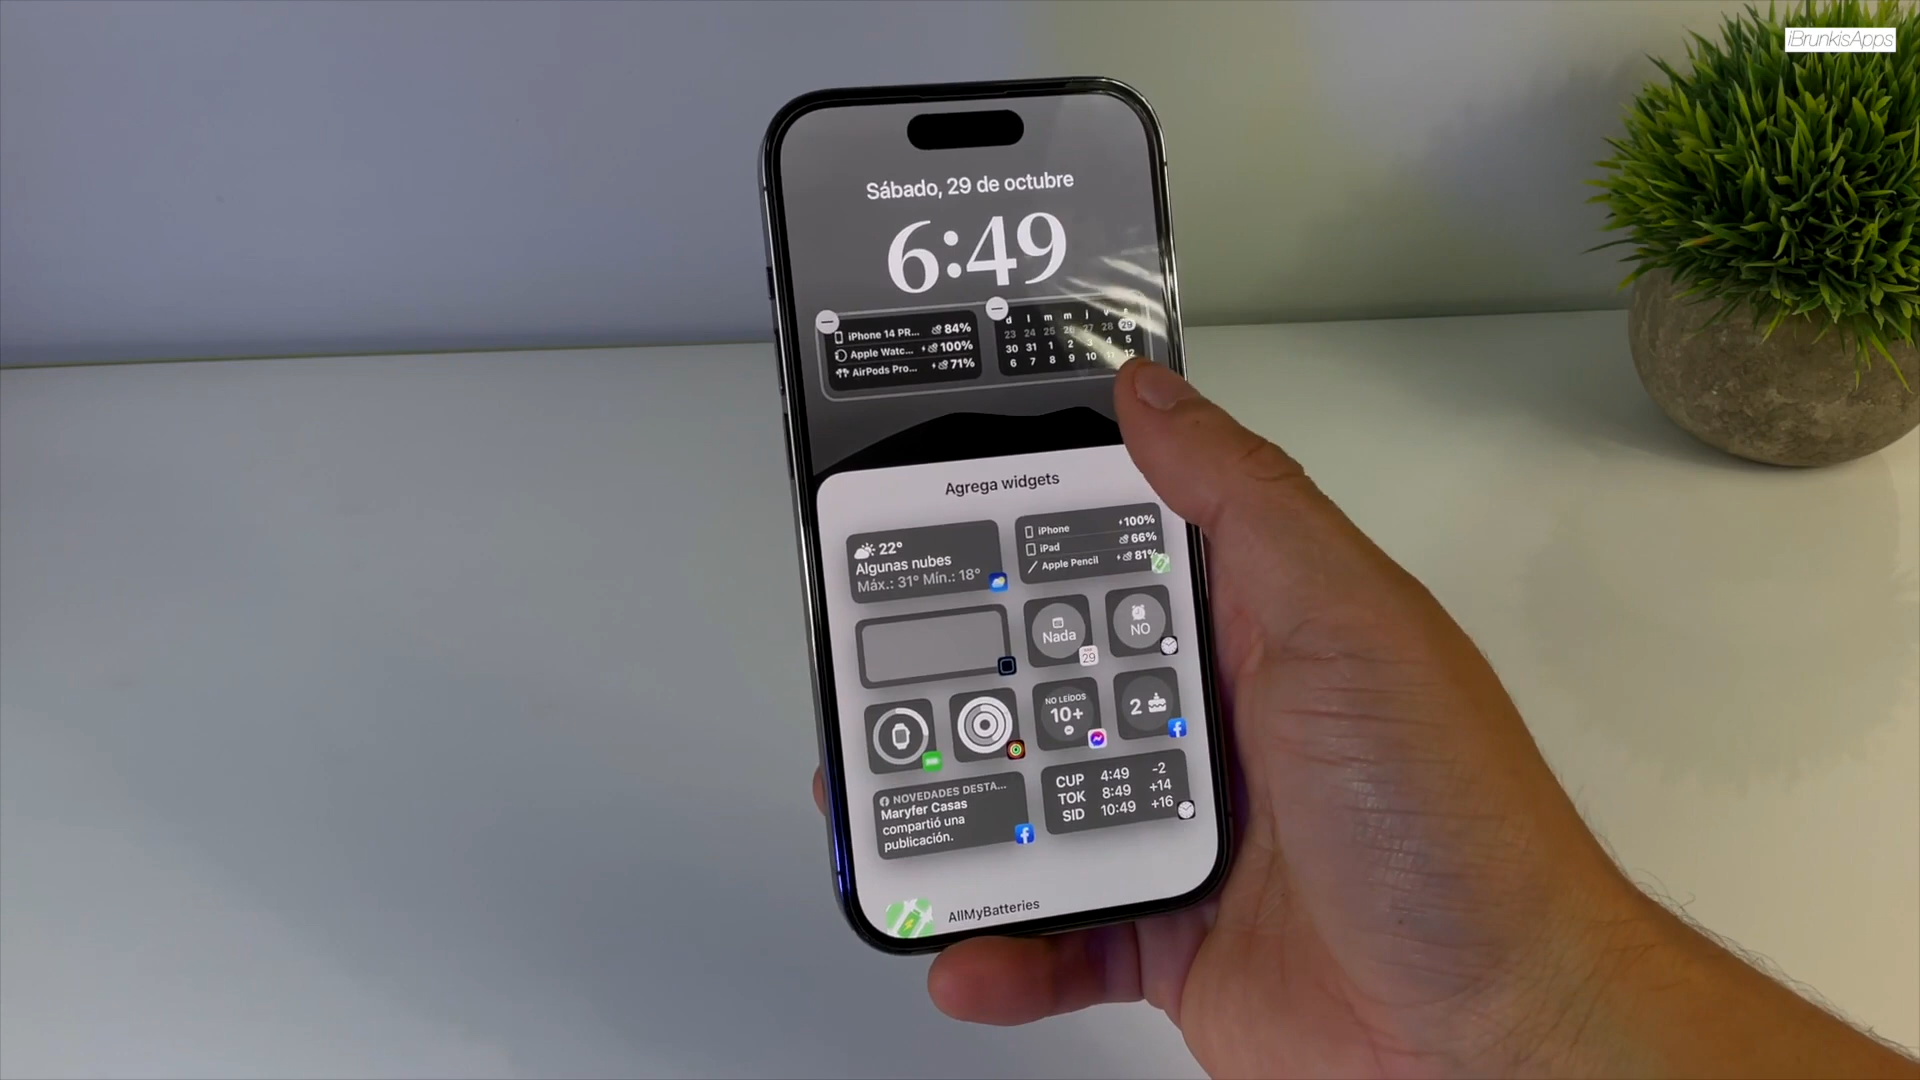 iBrunkisApps
Sábado, 29 de octubre
6:49
iPhone 14 PR... 84%
Apple Watc... 100%
AirPods Pro... 71%
d l m m j v s
23 24 25 26 27 28 29
30 31 1 2 3 4 5
6 7 8 9 10 11 12
Agrega widgets
22°
Algunas nubes
Máx.: 31° Mín.: 18°
iPhone 100%
iPad 66%
Apple Pencil 81%
Nada
29
NO
NO LEÍDOS
10+
2
NOVEDADES DESTA...
Maryfer Casas
compartió una
publicación.
CUP 4:49 -2
TOK 8:49 +14
SID 10:49 +16
AllMyBatteries